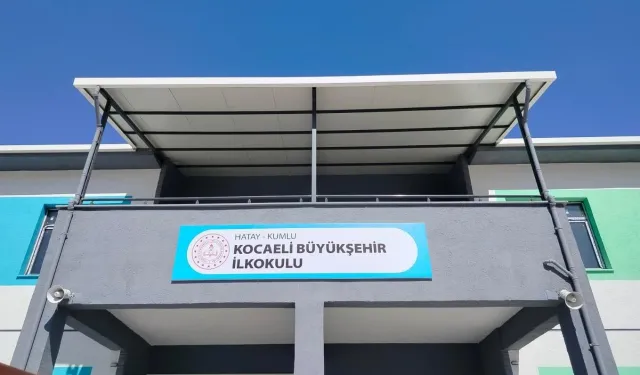 HATAY - KUMLU
KOCAELİ BÜYÜKŞEHİR
İLKOKULU